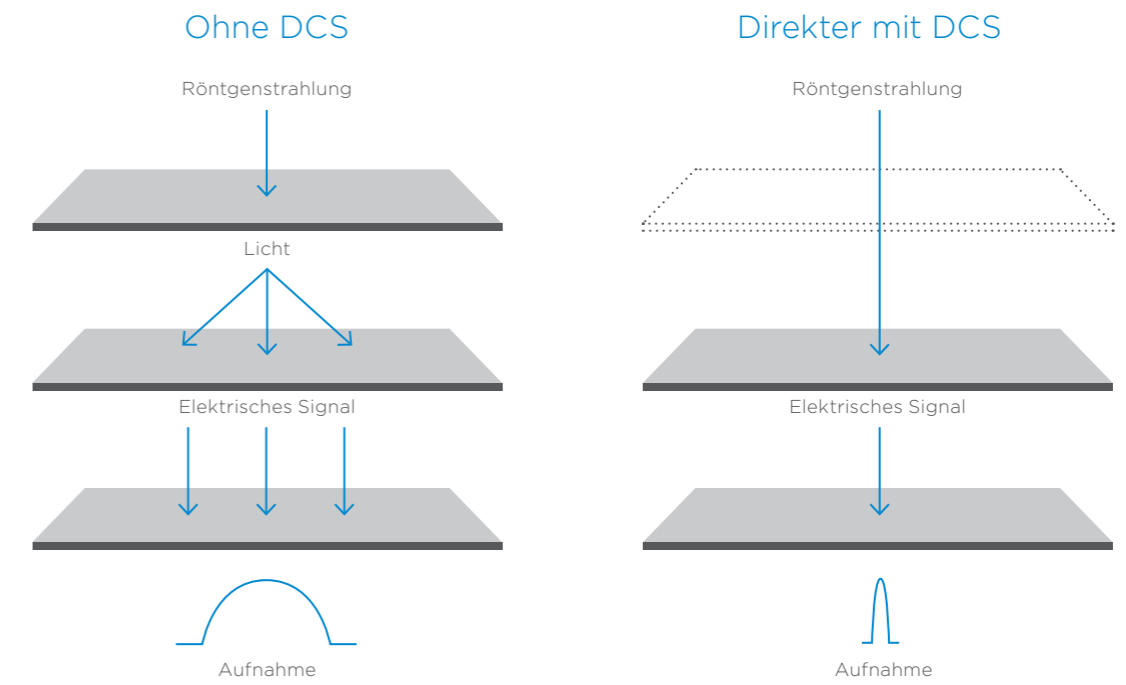 Ohne DCS
Röntgenstrahlung
Licht
Elektrisches Signal
Aufnahme
Direkter mit DCS
Röntgenstrahlung
Elektrisches Signal
Aufnahme